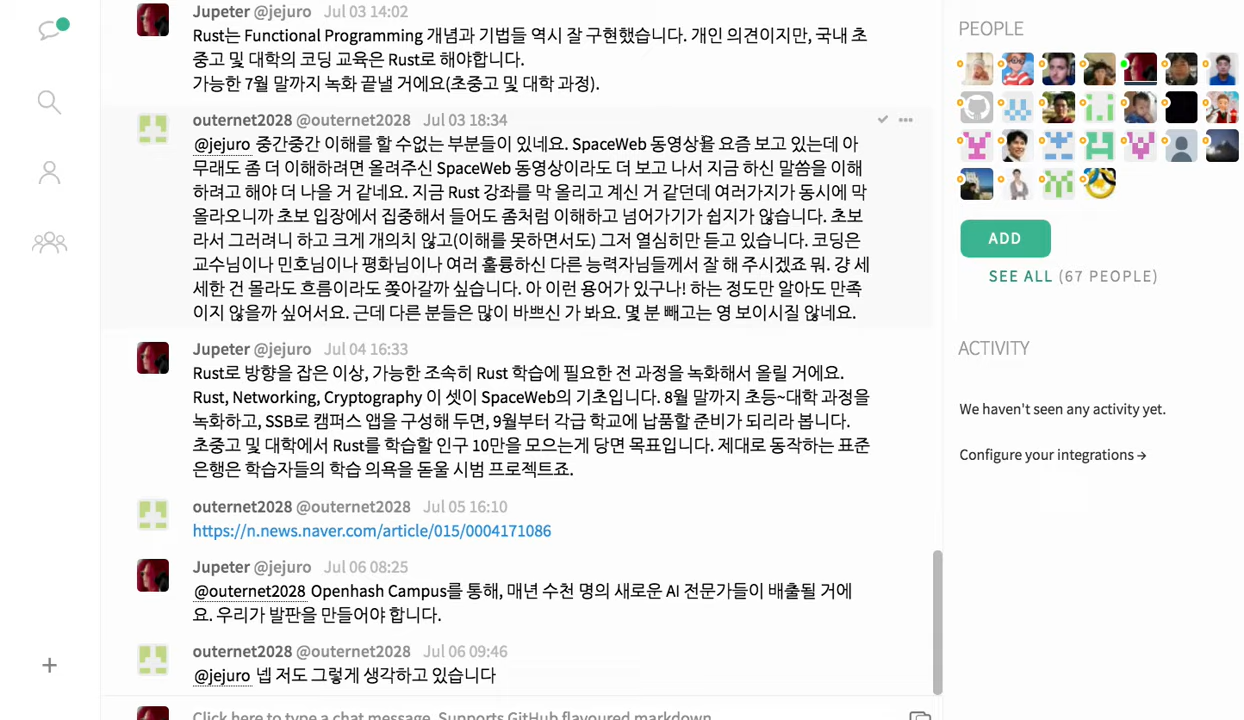 Jupeter @jejuro Jul 03 14:02
Rust는 Functional Programming 개념과 기법들 역시 잘 구현했습니다. 개인 의견이지만, 국내 초
중고 및 대학의 코딩 교육은 Rust로 해야합니다.
가능한 7월 말까지 녹화 끝낼 거에요(초중고 및 대학 과정).
outernet2028 @outernet2028 Jul 03 18:34
@jejuro 중간중간 이해를 할 수없는 부분들이 있네요. SpaceWeb 동영상을 요즘 보고 있는데 아
무래도 좀 더 이해하려면 올려주신 SpaceWeb 동영상이라도 더 보고 나서 지금 하신 말씀을 이해
하려고 해야 더 나을 거 같네요. 지금 Rust 강좌를 막 올리고 계신 거 같던데 여러가지가 동시에 막
올라오니까 초보 입장에서 집중해서 들어도 좀처럼 이해하고 넘어가기가 쉽지가 않습니다. 초보
라서 그러려니 하고 크게 개의치 않고(이해를 못하면서도) 그저 열심히만 듣고 있습니다. 코딩은
교수님이나 민호님이나 평화님이나 여러 훌륭하신 다른 능력자님들께서 잘 해 주시겠죠 뭐. 걍 세
세한 건 몰라도 흐름이라도 쫓아갈까 싶습니다. 아 이런 용어가 있구나! 하는 정도만 알아도 만족
이지 않을까 싶어서요. 근데 다른 분들은 많이 바쁘신 가 봐요. 몇 분 빼고는 영 보이시질 않네요.
Jupeter @jejuro Jul 04 16:33
Rust로 방향을 잡은 이상, 가능한 조속히 Rust 학습에 필요한 전 과정을 녹화해서 올릴 거에요.
Rust, Networking, Cryptography 이 셋이 SpaceWeb의 기초입니다. 8월 말까지 초등~대학 과정을
녹화하고, SSB로 캠퍼스 앱을 구성해 두면, 9월부터 각급 학교에 납품할 준비가 되리라 봅니다.
초중고 및 대학에서 Rust를 학습할 인구 10만을 모으는게 당면 목표입니다. 제대로 동작하는 표준
은행은 학습자들의 학습 의욕을 돋울 시범 프로젝트죠.
outernet2028 @outernet2028 Jul 05 16:10
https://n.news.naver.com/article/015/0004171086
Jupeter @jejuro Jul 06 08:25
@outernet2028 Openhash Campus를 통해, 매년 수천 명의 새로운 AI 전문가들이 배출될 거에
요. 우리가 발판을 만들어야 합니다.
outernet2028 @outernet2028 Jul 06 09:46
@jejuro 넵 저도 그렇게 생각하고 있습니다
Click here to type a chat message. Supports GitHub flavoured markdown.
PEOPLE
ADD
SEE ALL (67 PEOPLE)
ACTIVITY
We haven't seen any activity yet.
Configure your integrations →